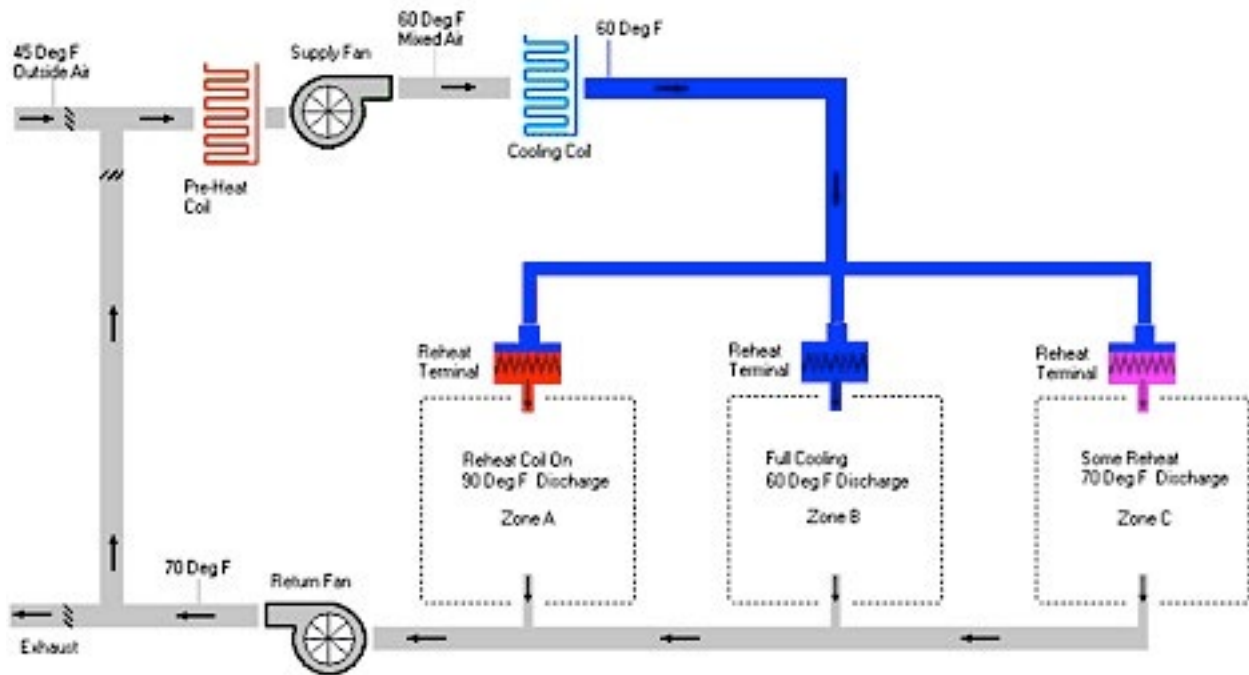 45 Deg F
Outside Air
Supply Fan
60 Deg F
Mixed Air
60 Deg F
Pre-Heat
Coil
Cooling Coil
Reheat
Terminal
Reheat
Terminal
Reheat
Terminal
Reheat Coil On
90 Deg F Discharge
Zone A
Full Cooling
60 Deg F Discharge
Zone B
Some Reheat
70 Deg F Discharge
Zone C
70 Deg F
Return Fan
Exhaust